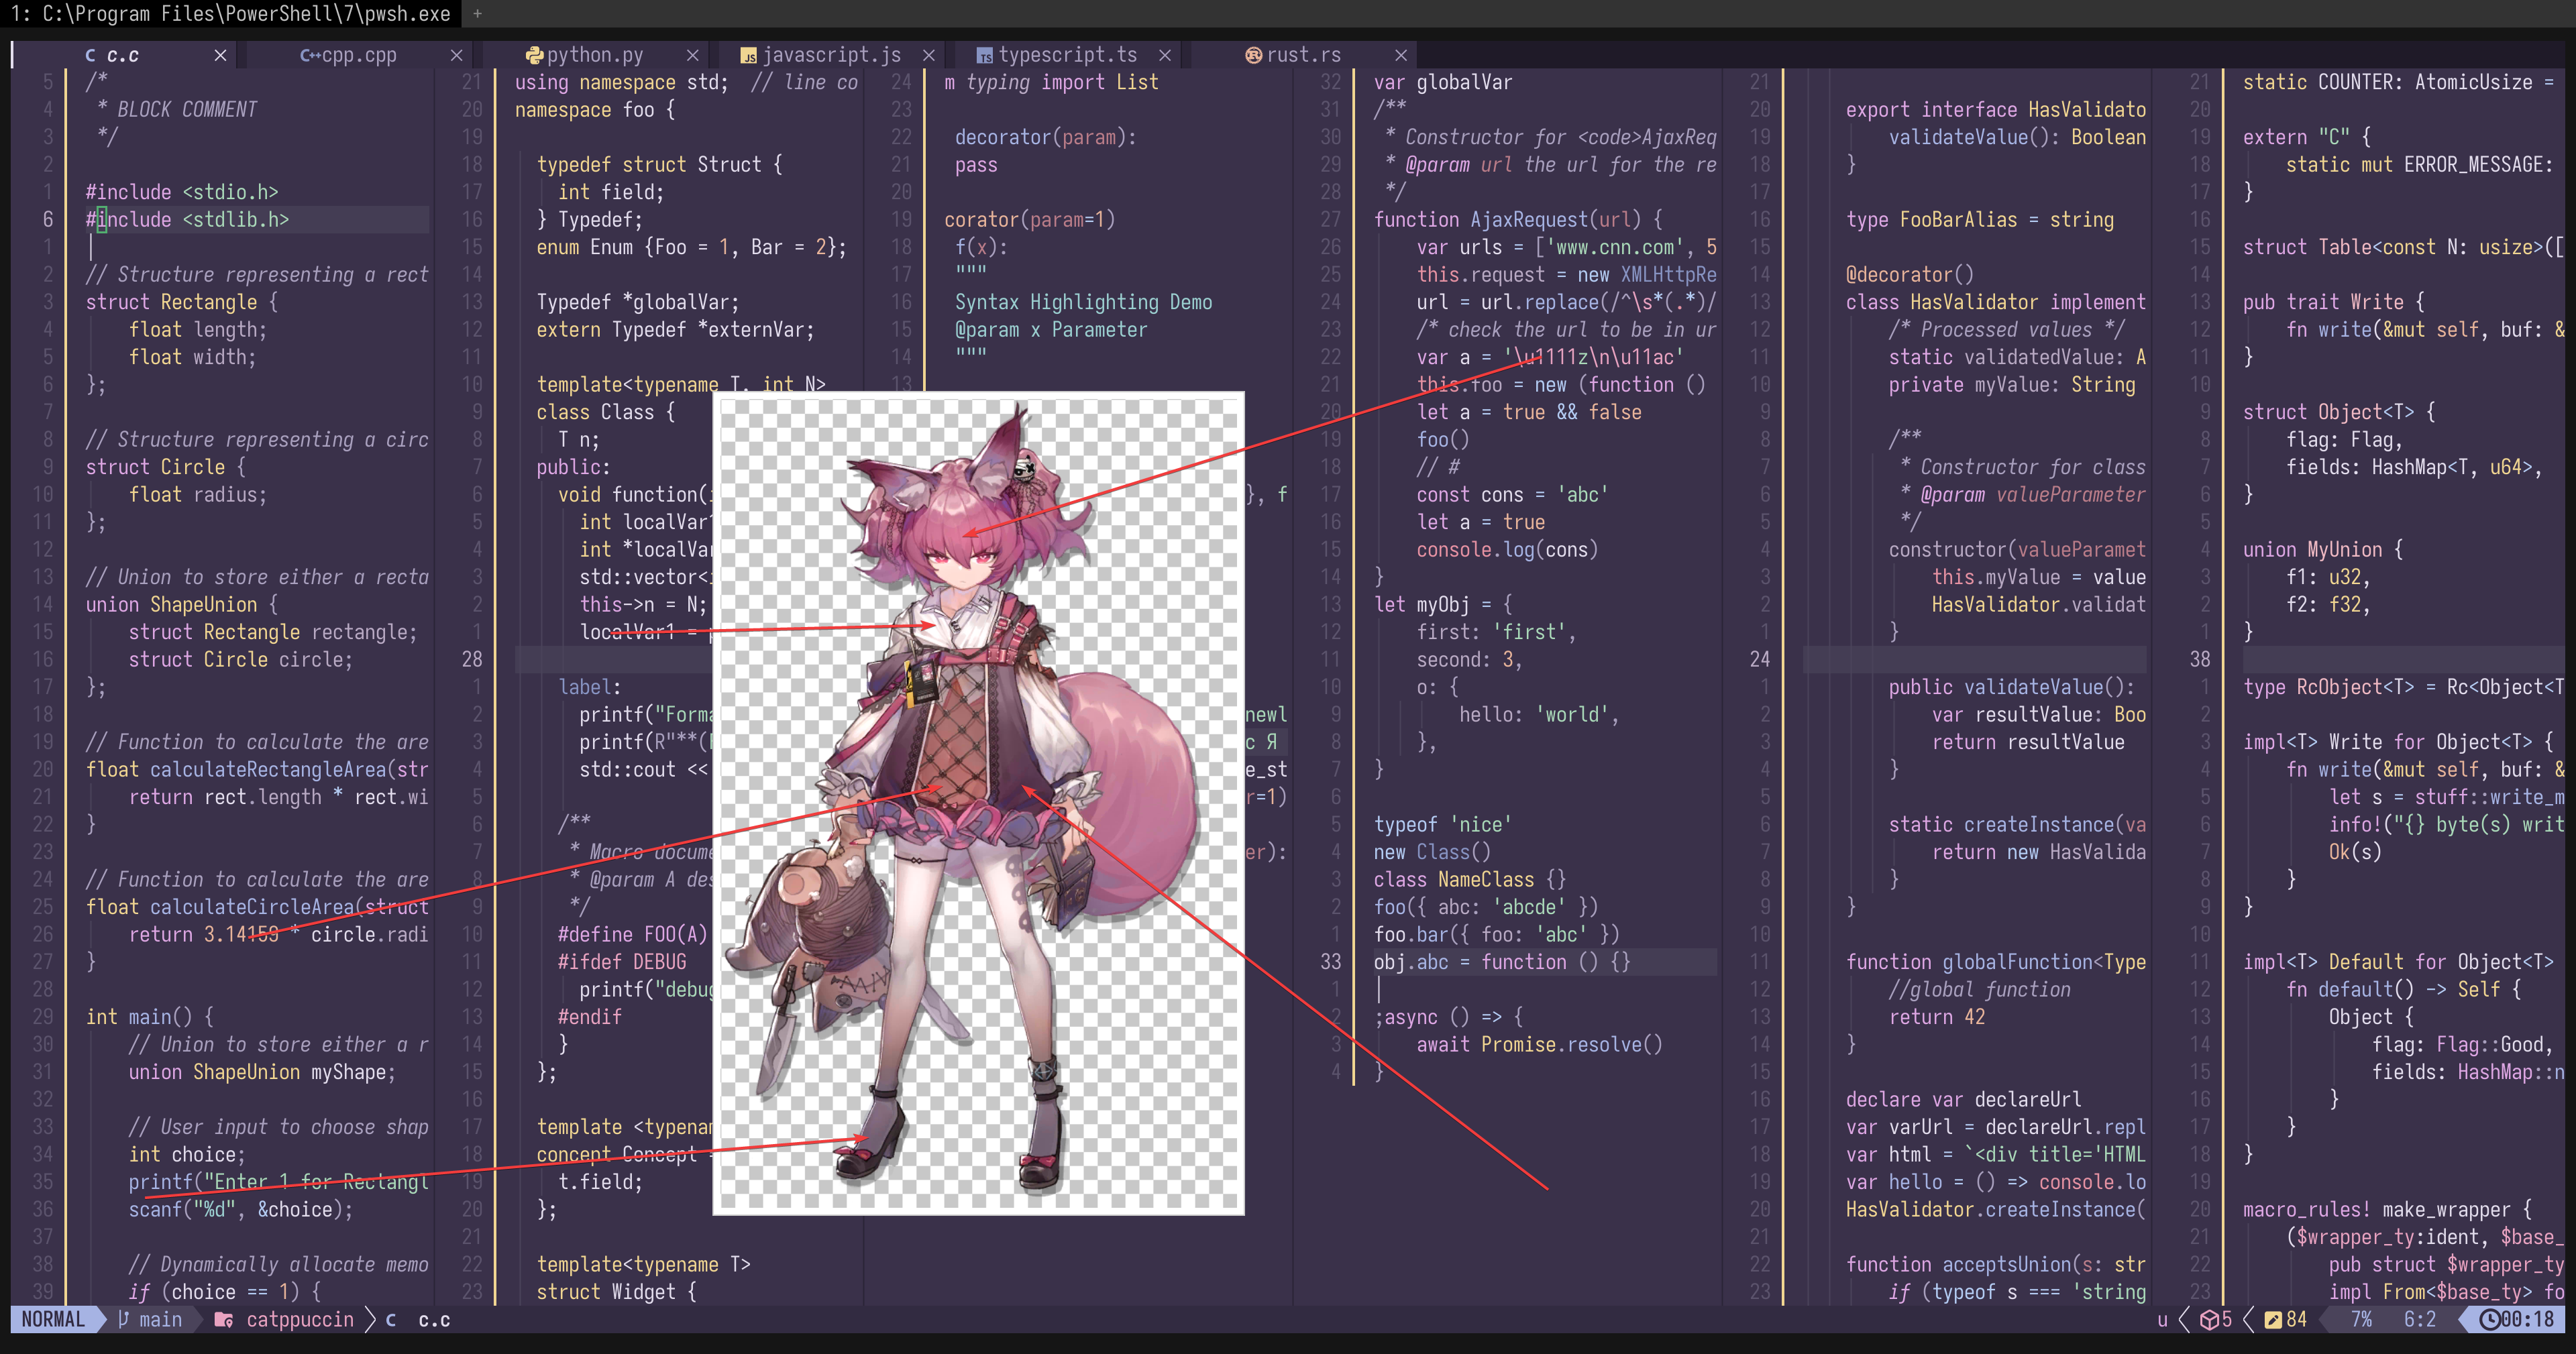 1: C:\Program Files\PowerShell\7\pwsh.exe +
C c.c ×
C++ cpp.cpp ×
python.py ×
JS javascript.js ×
TS typescript.ts ×
rust.rs ×
5 /*
4  * BLOCK COMMENT
3  */
2
1 #include <stdio.h>
6 #include <stdlib.h>
1
2 // Structure representing a rect
3 struct Rectangle {
4     float length;
5     float width;
6 };
7
8 // Structure representing a circ
9 struct Circle {
10     float radius;
11 };
12
13 // Union to store either a recta
14 union ShapeUnion {
15     struct Rectangle rectangle;
16     struct Circle circle;
17 };
18
19 // Function to calculate the are
20 float calculateRectangleArea(str
21     return rect.length * rect.wi
22 }
23
24 // Function to calculate the are
25 float calculateCircleArea(struct
26     return 3.14159 * circle.radi
27 }
28
29 int main() {
30     // Union to store either a r
31     union ShapeUnion myShape;
32
33     // User input to choose shap
34     int choice;
35     printf("Enter 1 for Rectangl
36     scanf("%d", &choice);
37
38     // Dynamically allocate memo
39     if (choice == 1) {
21 using namespace std;  // line co
20 namespace foo {
19
18   typedef struct Struct {
17     int field;
16   } Typedef;
15   enum Enum {Foo = 1, Bar = 2};
14
13   Typedef *globalVar;
12   extern Typedef *externVar;
11
10   template<typename T, int N>
9   class Class {
8     T n;
7   public:
6     void function(
5       int localVar
4       int *localVa
3       std::vector<
2       this->n = N;
1       localVar1 =
28
1     label:
2       printf("Form
3       printf(R"**(
4       std::cout <<
5
6     /**
7      * Macro docume
8      * @param A des
9      */
10     #define FOO(A)
11     #ifdef DEBUG
12       printf("debug
13     #endif
14     }
15   };
16
17   template <typenam
18   concept Concept
19     t.field;
20   };
21
22   template<typename T>
23   struct Widget {
24 m typing import List
23
22  decorator(param):
21  pass
20
19 corator(param=1)
18  f(x):
17  """
16  Syntax Highlighting Demo
15  @param x Parameter
14  """
13
}, f
newl
с Я
e_st
r=1)
er):
32 var globalVar
31 /**
30  * Constructor for <code>AjaxReq
29  * @param url the url for the re
28  */
27 function AjaxRequest(url) {
26     var urls = ['www.cnn.com', 5
25     this.request = new XMLHttpRe
24     url = url.replace(/^\s*(.*)/
23     /* check the url to be in ur
22     var a = '\u1111z\n\u11ac'
21     this.foo = new (function ()
20     let a = true && false
19     foo()
18     // #
17     const cons = 'abc'
16     let a = true
15     console.log(cons)
14 }
13 let myObj = {
12     first: 'first',
11     second: 3,
10     o: {
9         hello: 'world',
8     },
7 }
6
5 typeof 'nice'
4 new Class()
3 class NameClass {}
2 foo({ abc: 'abcde' })
1 foo.bar({ foo: 'abc' })
33 obj.abc = function () {}
1
2 ;async () => {
3     await Promise.resolve()
4 }
21
20 export interface HasValidato
19     validateValue(): Boolean
18 }
17
16 type FooBarAlias = string
15
14 @decorator()
13 class HasValidator implement
12     /* Processed values */
11     static validatedValue: A
10     private myValue: String
9
8     /**
7      * Constructor for class
6      * @param valueParameter
5      */
4     constructor(valueParamet
3         this.myValue = value
2         HasValidator.validat
1     }
24
1     public validateValue():
2         var resultValue: Boo
3         return resultValue
4     }
5
6     static createInstance(va
7         return new HasValida
8     }
9 }
10
11 function globalFunction<Type
12     //global function
13     return 42
14 }
15
16 declare var declareUrl
17 var varUrl = declareUrl.repl
18 var html = `<div title='HTML
19 var hello = () => console.lo
20 HasValidator.createInstance(
21
22 function acceptsUnion(s: str
23     if (typeof s === 'string
21 static COUNTER: AtomicUsize =
20
19 extern "C" {
18     static mut ERROR_MESSAGE:
17 }
16
15 struct Table<const N: usize>([
14
13 pub trait Write {
12     fn write(&mut self, buf: &
11 }
10
9 struct Object<T> {
8     flag: Flag,
7     fields: HashMap<T, u64>,
6 }
5
4 union MyUnion {
3     f1: u32,
2     f2: f32,
1 }
38
1 type RcObject<T> = Rc<Object<T
2
3 impl<T> Write for Object<T> {
4     fn write(&mut self, buf: &
5         let s = stuff::write_m
6         info!("{} byte(s) writ
7         Ok(s)
8     }
9 }
10
11 impl<T> Default for Object<T>
12     fn default() -> Self {
13         Object {
14             flag: Flag::Good,
15             fields: HashMap::n
16         }
17     }
18 }
19
20 macro_rules! make_wrapper {
21     ($wrapper_ty:ident, $base_
22         pub struct $wrapper_ty
23         impl From<$base_ty> fo
NORMAL main catppuccin C c.c u 5 84 7% 6:2 00:18